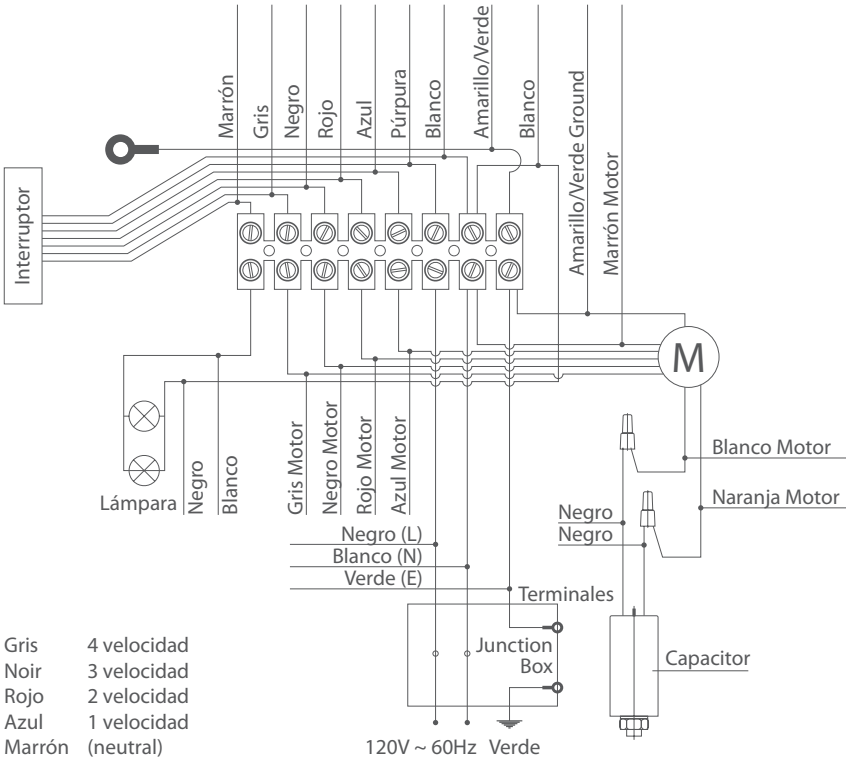 Marrón
Gris
Negro
Rojo
Azul
Púrpura
Blanco
Amarillo/Verde
Blanco
Amarillo/Verde Ground
Marrón Motor
Interruptor
M
Lámpara
Negro
Blanco
Gris Motor
Negro Motor
Rojo Motor
Azul Motor
Blanco Motor
Naranja Motor
Negro
Negro
Negro (L)
Blanco (N)
Verde (E)
Terminales
Junction
Box
Capacitor
Gris 4 velocidad
Noir 3 velocidad
Rojo 2 velocidad
Azul 1 velocidad
Marrón (neutral)
120V ~ 60Hz Verde